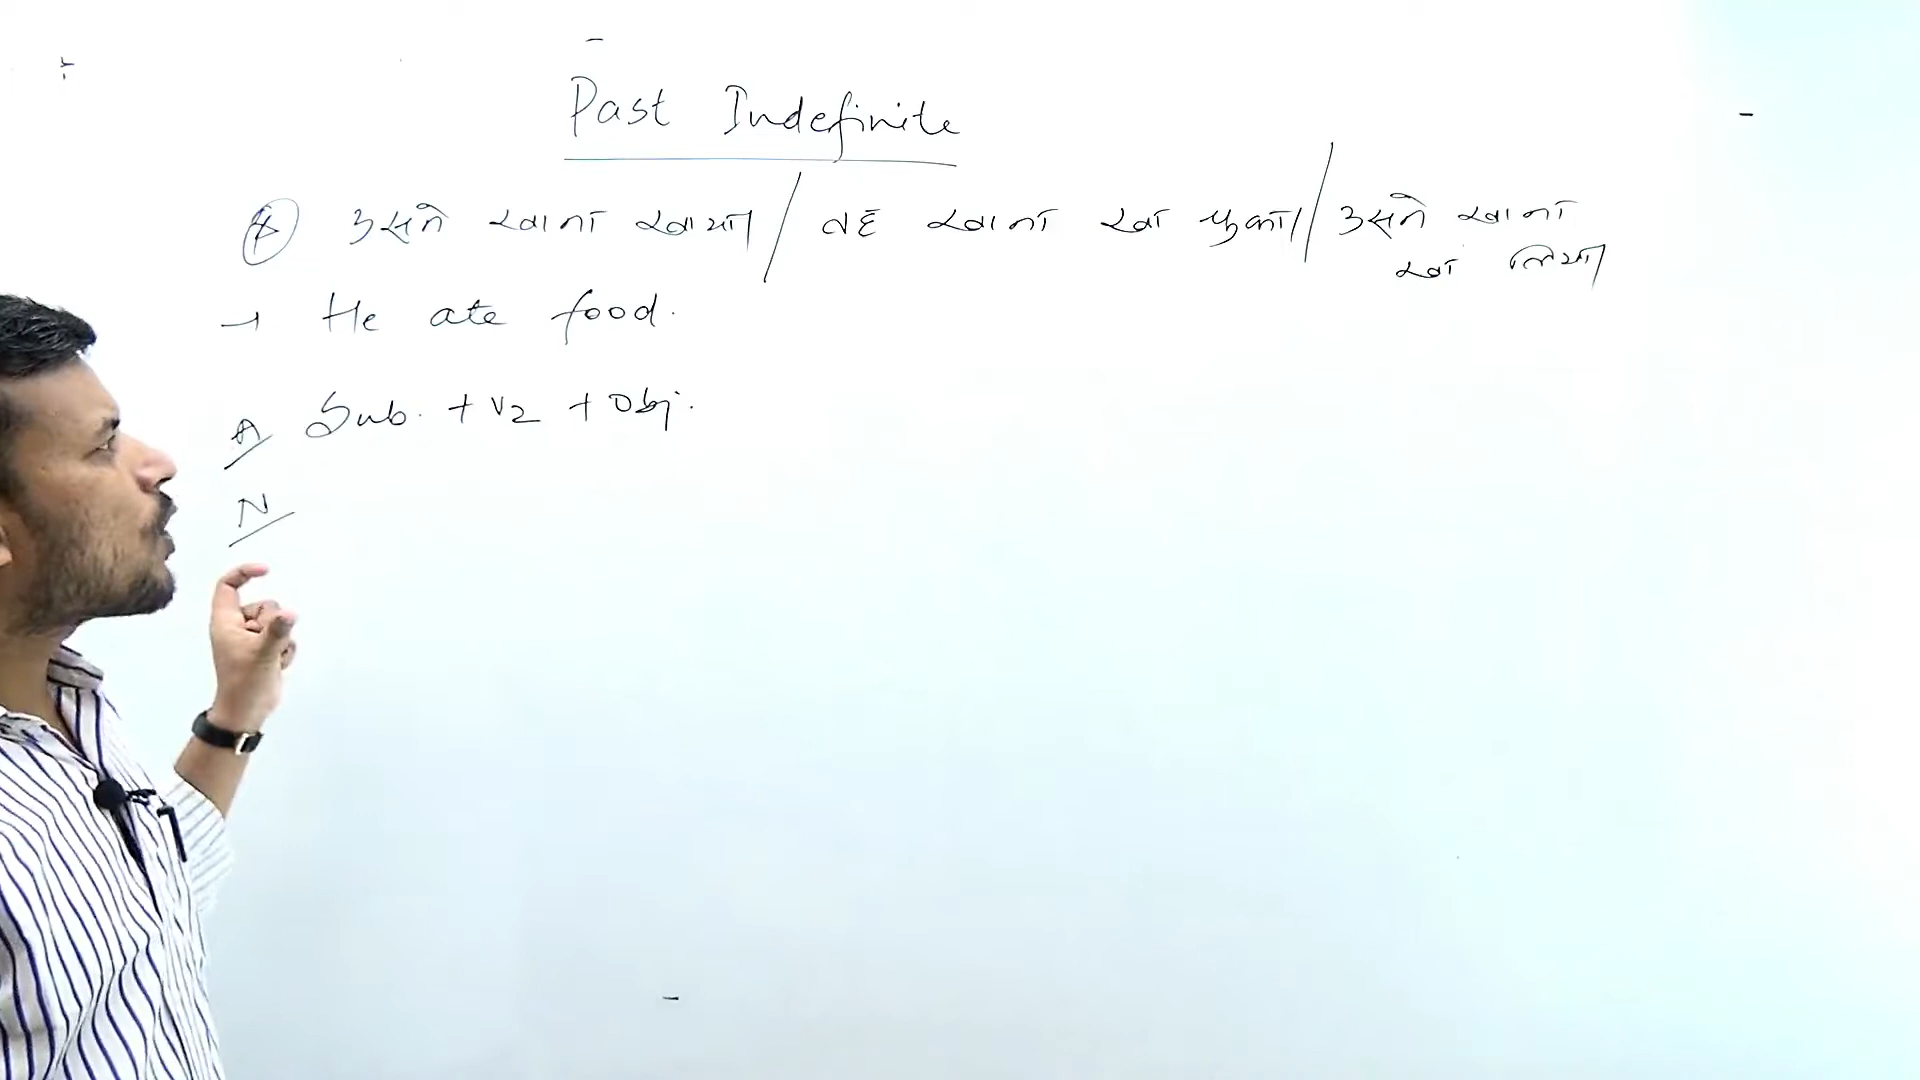 Past Indefinite
उसने खाना खाया / वह खाना खा चुका / उसने खाना
खा लिया
→ He ate food.
A Sub. + V2 + Obj.
N